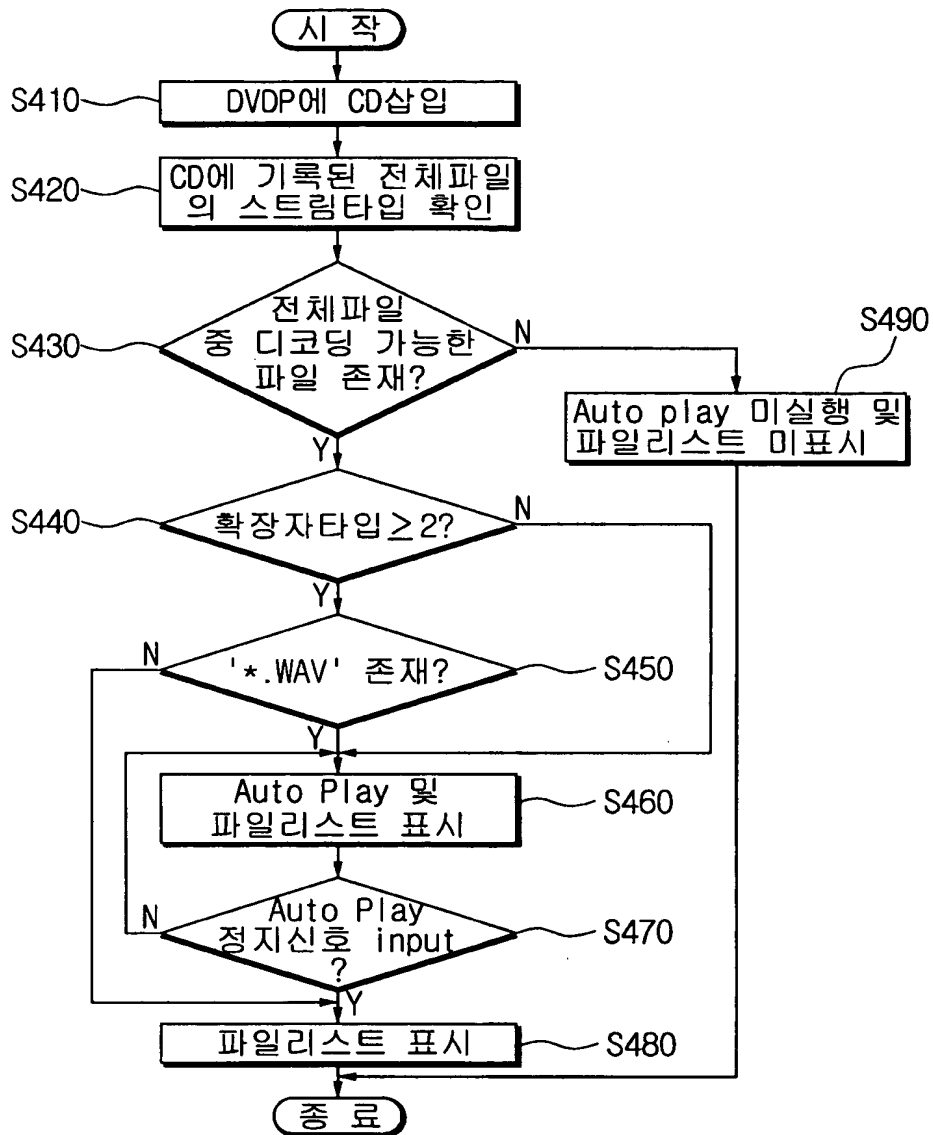 시 작
S410
DVDP에 CD삽입
S420
CD에 기록된 전체파일
의 스트림타입 확인
S430
전체파일
중 디코딩 가능한
파일 존재?
N
Y
S490
Auto play 미실행 및
파일리스트 미표시
S440
확장자타입≥2?
N
Y
N
'*.WAV' 존재?
S450
Y
Auto Play 및
파일리스트 표시
S460
N
Auto Play
정지신호 input
?
S470
Y
파일리스트 표시
S480
종 료